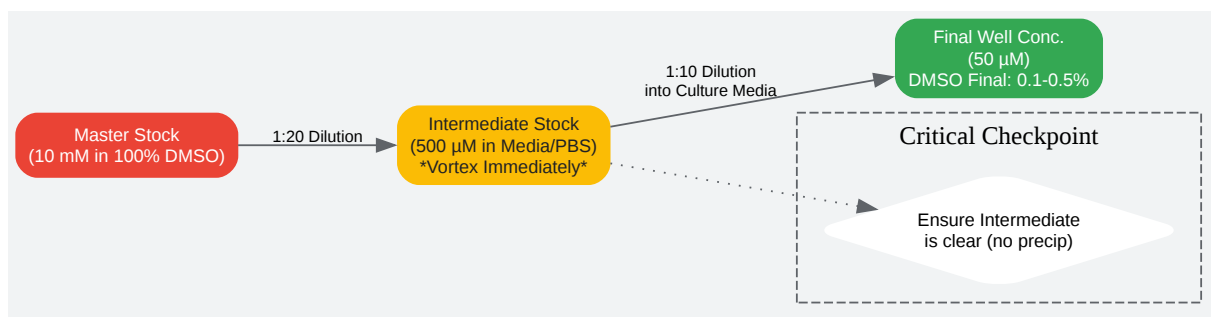 Master Stock
(10 mM in 100% DMSO)
1:20 Dilution
Intermediate Stock
(500 µM in Media/PBS)
*Vortex Immediately*
1:10 Dilution
into Culture Media
Final Well Conc.
(50 µM)
DMSO Final: 0.1-0.5%
Critical Checkpoint
Ensure Intermediate
is clear (no precip)